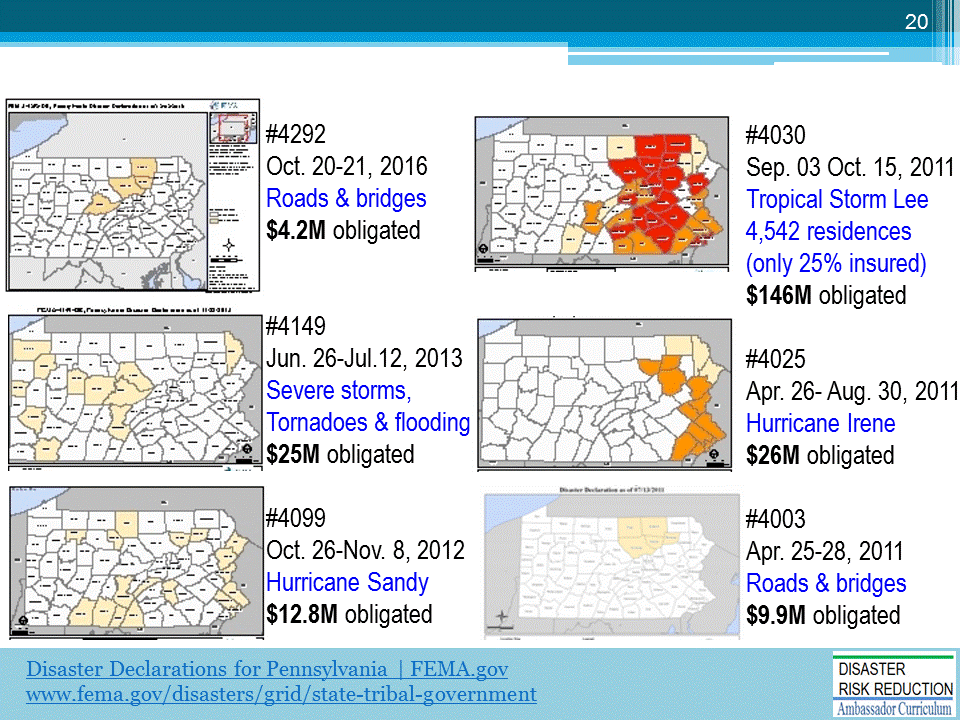 20
#4292
Oct. 20-21, 2016
Roads & bridges
$4.2M obligated
#4149
Jun. 26-Jul.12, 2013
Severe storms,
Tornadoes & flooding
$25M obligated
#4099
Oct. 26-Nov. 8, 2012
Hurricane Sandy
$12.8M obligated
#4030
Sep. 03 Oct. 15, 2011
Tropical Storm Lee
4,542 residences
(only 25% insured)
$146M obligated
#4025
Apr. 26- Aug. 30, 2011
Hurricane Irene
$26M obligated
Disaster Declaration as of 07/13/2011
#4003
Apr. 25-28, 2011
Roads & bridges
$9.9M obligated
Disaster Declarations for Pennsylvania | FEMA.gov
www.fema.gov/disasters/grid/state-tribal-government
DISASTER
RISK REDUCTION
Ambassador Curriculum